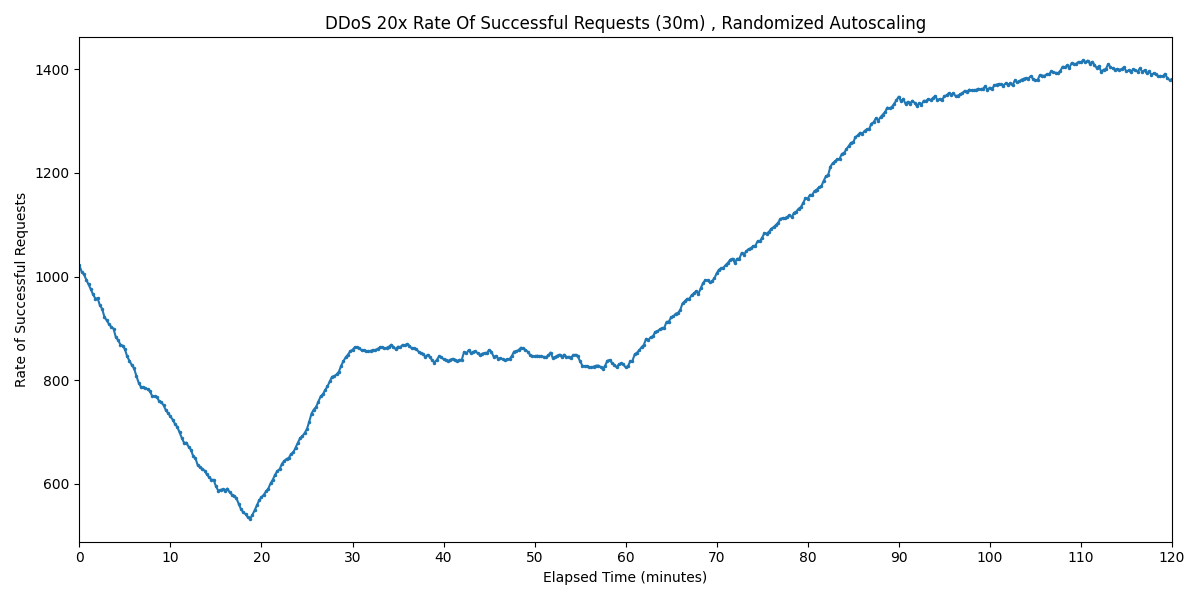 DDoS 20x Rate Of Successful Requests (30m) , Randomized Autoscaling
Rate of Successful Requests
1400
1200
1000
800
600
0 10 20 30 40 50 60 70 80 90 100 110 120
Elapsed Time (minutes)